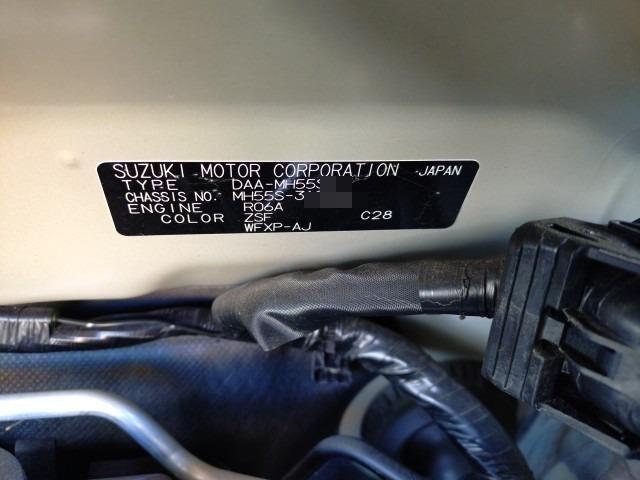 SUZUKI MOTOR CORPORATION JAPAN
TYPE DAA-MH55S
CHASSIS NO. MH55S-3
ENGINE R06A
COLOR ZSF C28
WFXP-AJ